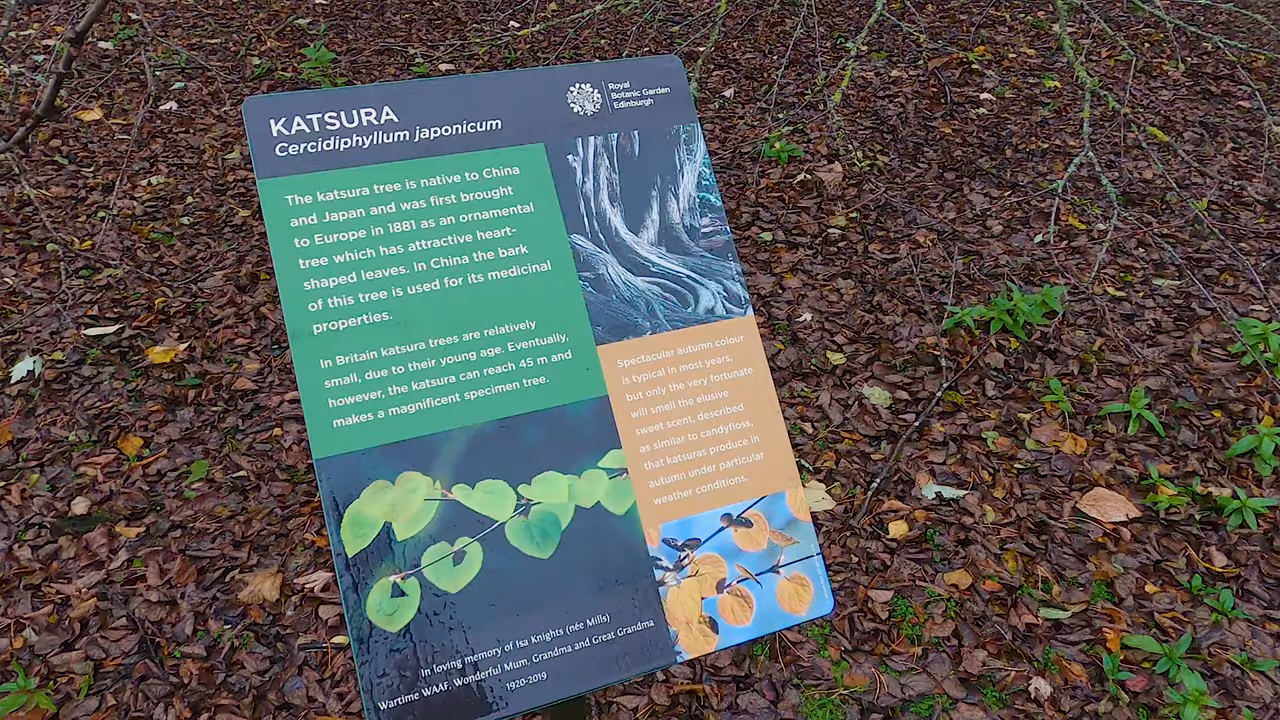 KATSURA
Cercidiphyllum japonicum
Royal
Botanic Garden
Edinburgh
The katsura tree is native to China
and Japan and was first brought
to Europe in 1881 as an ornamental
tree which has attractive heart-
shaped leaves. In China the bark
of this tree is used for its medicinal
properties.
In Britain katsura trees are relatively
small, due to their young age. Eventually,
however, the katsura can reach 45 m and
makes a magnificent specimen tree.
Spectacular autumn colour
is typical in most years,
but only the very fortunate
will smell the elusive
sweet scent, described
as similar to candyfloss,
that katsuras produce in
autumn under particular
weather conditions.
In loving memory of Isa Knights (née Mills)
Wartime WAAF, Wonderful Mum, Grandma and Great Grandma
1920-2019